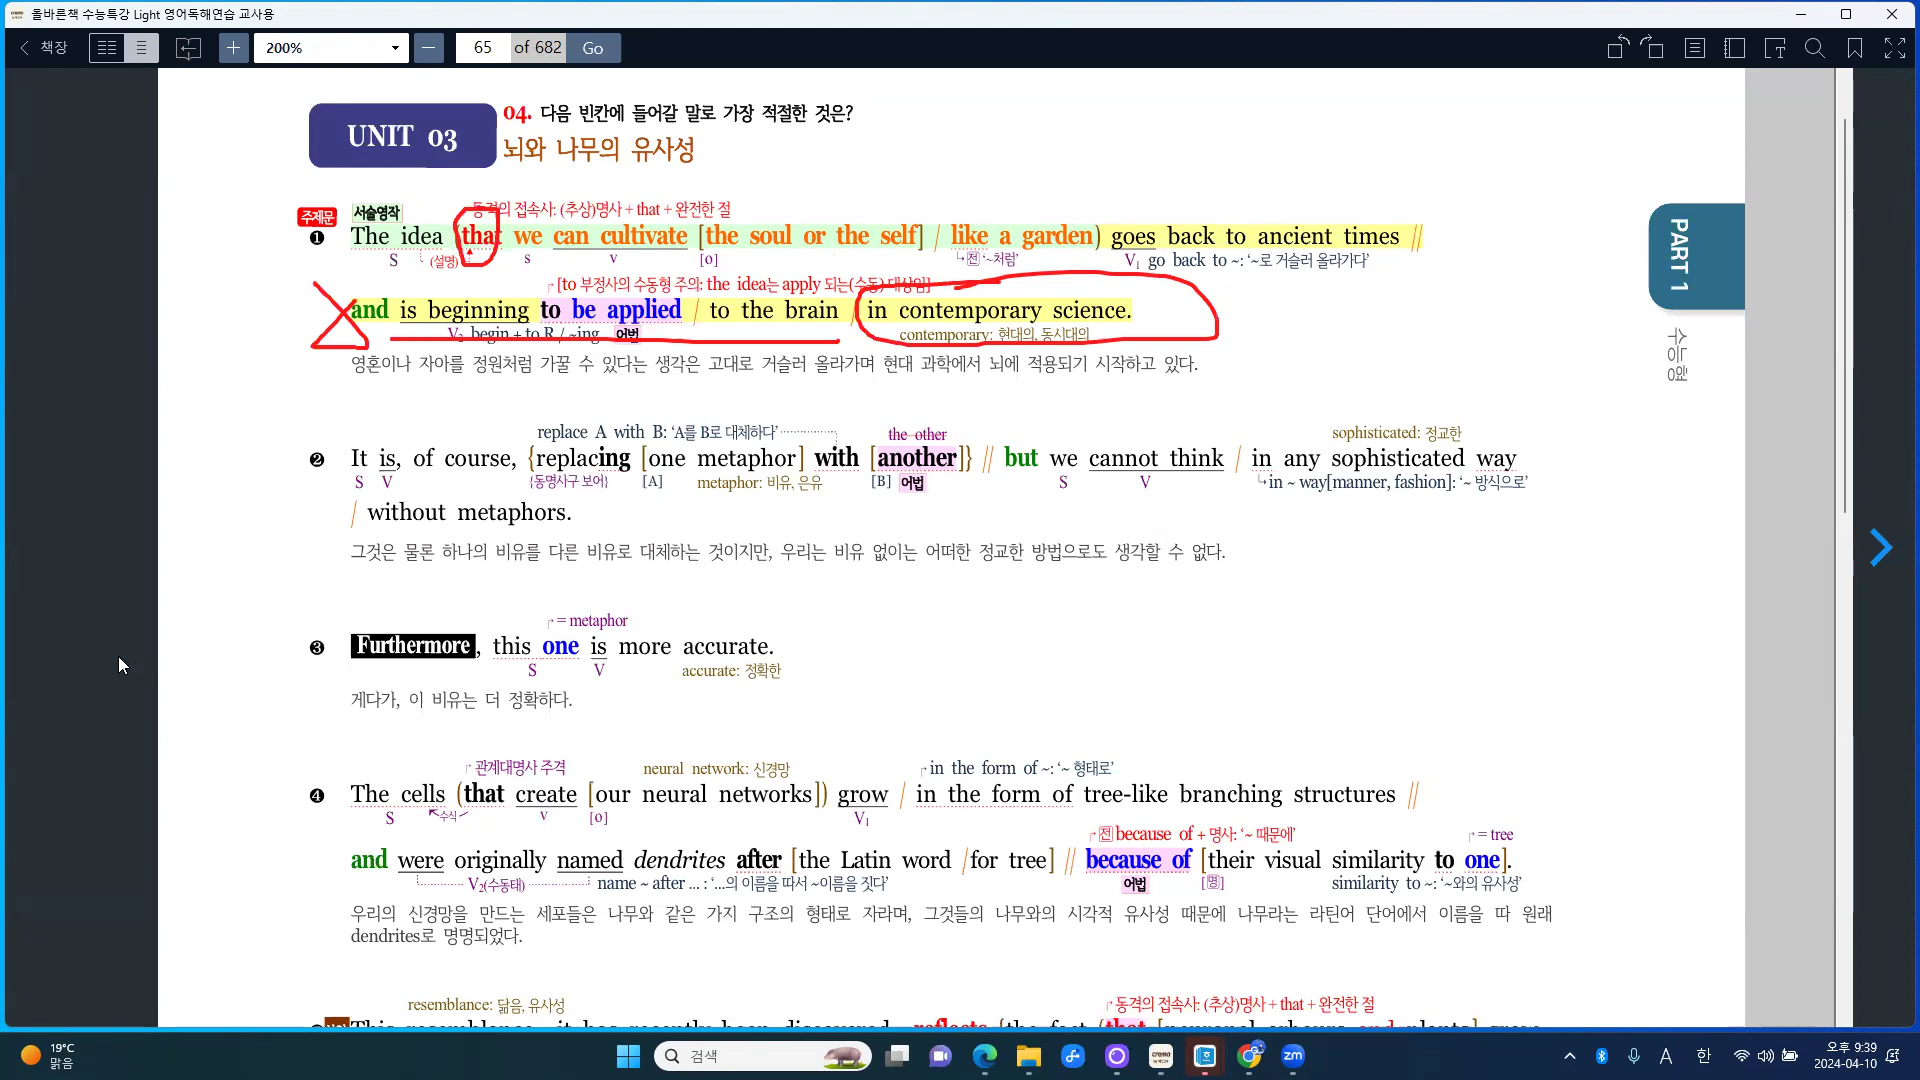 올바른책 수능특강 Light 영어독해연습 교사용
책장
200%
65 of 682 Go
UNIT 03
04. 다음 빈칸에 들어갈 말로 가장 적절한 것은?
뇌와 나무의 유사성
PART 1
수능형
주제문 서술영작 동격의 접속사: (추상)명사 + that + 완전한 절
❶ The idea (that we can cultivate [the soul or the self] / like a garden) goes back to ancient times //
S (설명) s v [o] 전 '~처럼' V₁ go back to ~: '~로 거슬러 올라가다'
[to 부정사의 수동형 주의: the idea는 apply 되는(수동) 대상임]
and is beginning to be applied / to the brain / in contemporary science.
V₂ begin + to R / ~ing 어법 contemporary: 현대의, 동시대의
영혼이나 자아를 정원처럼 가꿀 수 있다는 생각은 고대로 거슬러 올라가며 현대 과학에서 뇌에 적용되기 시작하고 있다.
replace A with B: 'A를 B로 대체하다' the other sophisticated: 정교한
❷ It is, of course, {replacing [one metaphor] with [another]} // but we cannot think / in any sophisticated way
S V {동명사구 보어} [A] metaphor: 비유, 은유 [B] 어법 S V in ~ way[manner, fashion]: '~ 방식으로'
/ without metaphors.
그것은 물론 하나의 비유를 다른 비유로 대체하는 것이지만, 우리는 비유 없이는 어떠한 정교한 방법으로도 생각할 수 없다.
= metaphor
❸ Furthermore, this one is more accurate.
S V accurate: 정확한
게다가, 이 비유는 더 정확하다.
관계대명사 주격 neural network: 신경망 in the form of ~: '~ 형태로'
❹ The cells (that create [our neural networks]) grow / in the form of tree-like branching structures //
S 수식 v [o] V₁
전 because of + 명사: '~ 때문에' = tree
and were originally named dendrites after [the Latin word / for tree] // because of [their visual similarity to one].
V₂(수동태) name ~ after ... : '...의 이름을 따서 ~이름을 짓다' 어법 [명] similarity to ~: '~와의 유사성'
우리의 신경망을 만드는 세포들은 나무와 같은 가지 구조의 형태로 자라며, 그것들의 나무와의 시각적 유사성 때문에 나무라는 라틴어 단어에서 이름을 따 원래
dendrites로 명명되었다.
resemblance: 닮음, 유사성 동격의 접속사: (추상)명사 + that + 완전한 절
This resemblance, it has recently been discovered, reflects {the fact (that [neuronal arbours and plants] grow
19°C
맑음
검색
cremo
zm
A 한
오후 9:39
2024-04-10